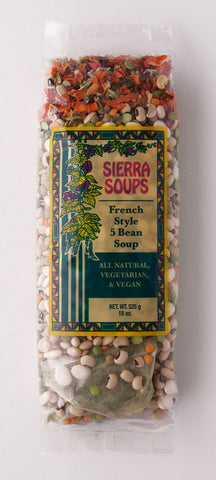 SIERRA
SOUPS
French
Style
5 Bean
Soup
ALL NATURAL,
VEGETARIAN,
& VEGAN
NET. WT. 525 g
18 oz.